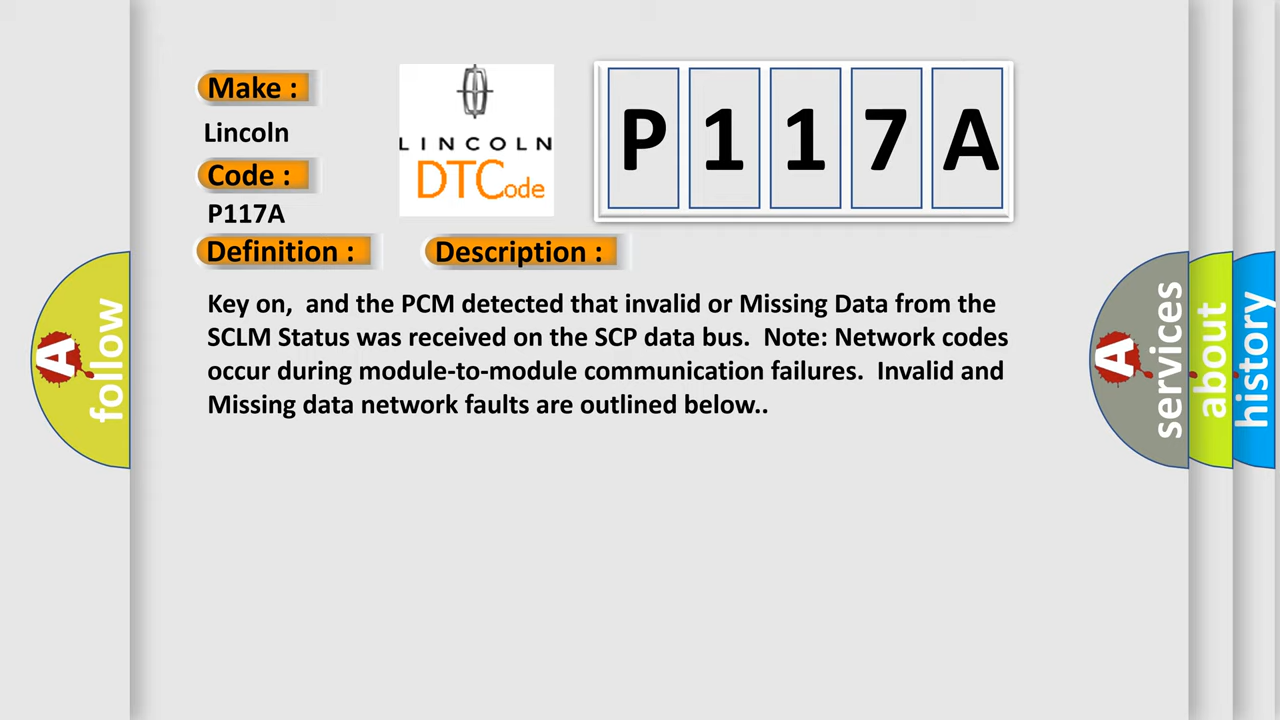 Make :
Lincoln
Code :
P117A
Definition :
Description :
LINCOLN
DTCode
P117A
Key on,  and the PCM detected that invalid or Missing Data from the
SCLM Status was received on the SCP data bus  Note: Network codes
occur during module-to-module communication failures  Invalid and
Missing data network faults are outlined below..
A
follow
A
services
about
history